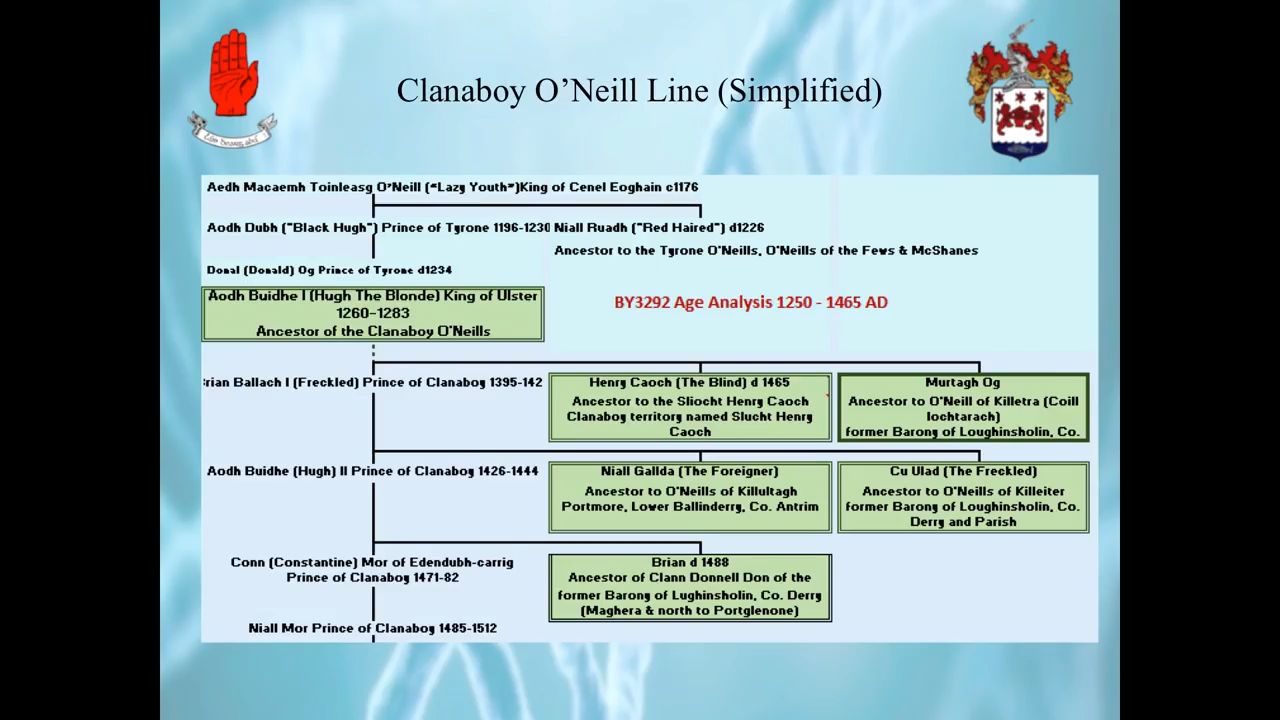 Clanaboy O’Neill Line (Simplified)
Aedh Macaemh Toinleasg O'Neill ("Lazy Youth")King of Cenel Eoghain c1176
Aodh Dubh ("Black Hugh") Prince of Tyrone 1196-1230
Niall Ruadh ("Red Haired") d1226
Ancestor to the Tyrone O'Neills, O'Neills of the Fews & McShanes
Donal (Donald) Og Prince of Tyrone d1234
Aodh Buidhe I (Hugh The Blonde) King of Ulster
1260-1283
Ancestor of the Clanaboy O'Neills
BY3292 Age Analysis 1250 - 1465 AD
Ballach I (Freckled) Prince of Clanaboy 1395-142
Henry Caoch (The Blind) d 1465
Ancestor to the Sliocht Henry Caoch
Clanaboy territory named Slucht Henry
Caoch
Murtagh Og
Ancestor to O'Neill of Killetra (Coill
Iochtarach)
former Barony of Loughinsholin, Co.
Aodh Buidhe (Hugh) II Prince of Clanaboy 1426-1444
Niall Gallda (The Foreigner)
Ancestor to O'Neills of Killultagh
Portmore, Lower Ballinderry, Co. Antrim
Cu Ulad (The Freckled)
Ancestor to O'Neills of Killeiter
former Barony of Loughinsholin, Co.
Derry and Parish
Conn (Constantine) Mor of Edendubh-carrig
Prince of Clanaboy 1471-82
Brian d 1488
Ancestor of Clann Donnell Don of the
former Barony of Lughinsholin, Co. Derry
(Maghera & north to Portglenone)
Niall Mor Prince of Clanaboy 1485-1512